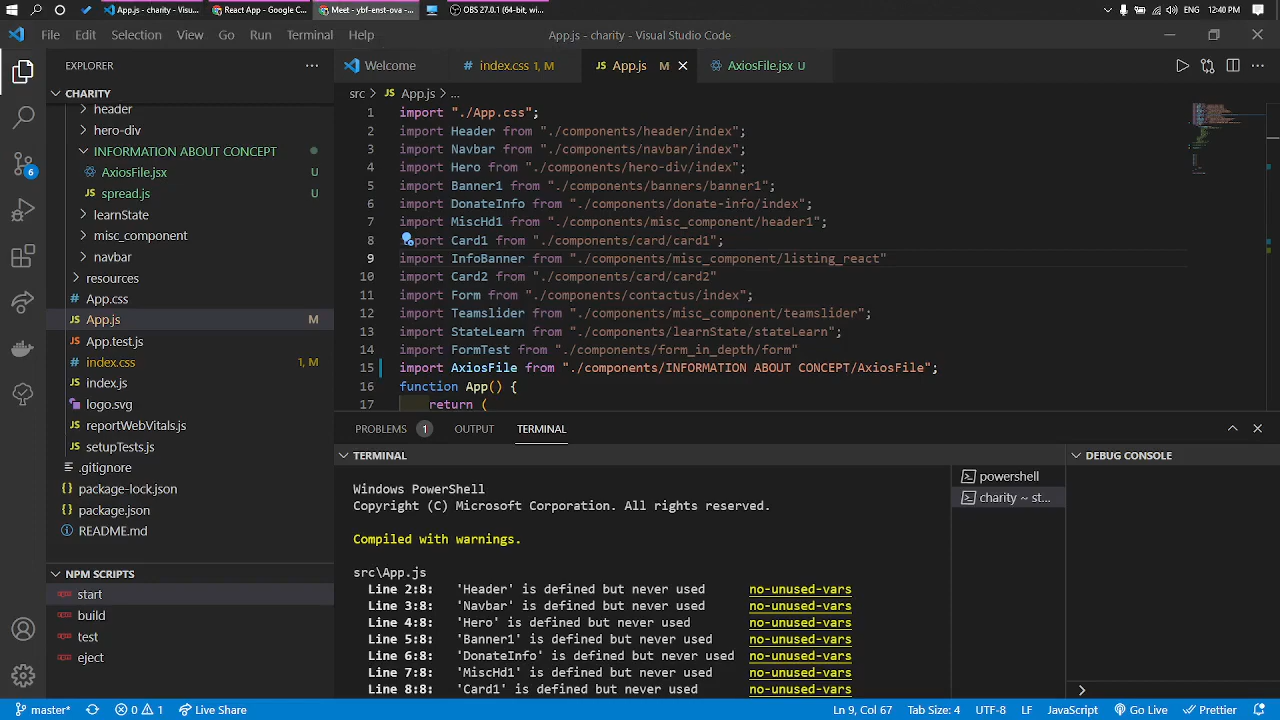 App.js - charity - Visu...
React App - Google C...
Meet - ybf-enst-ova ...
OBS 27.0.1 (64-bit, wi...
ENG
12:40 PM
File Edit Selection View Go Run Terminal Help
App.js - charity - Visual Studio Code
EXPLORER
CHARITY
header
hero-div
INFORMATION ABOUT CONCEPT
AxiosFile.jsx U
spread.js U
learnState
misc_component
navbar
resources
App.css
App.js M
App.test.js
index.css 1, M
index.js
logo.svg
reportWebVitals.js
setupTests.js
.gitignore
package-lock.json
package.json
README.md
NPM SCRIPTS
start
build
test
eject
6
Welcome
index.css 1, M
App.js M
AxiosFile.jsx U
src > App.js > ...
1 import "./App.css";
2 import Header from "./components/header/index";
3 import Navbar from "./components/navbar/index";
4 import Hero from "./components/hero-div/index";
5 import Banner1 from "./components/banners/banner1";
6 import DonateInfo from "./components/donate-info/index";
7 import MiscHd1 from "./components/misc_component/header1";
8 import Card1 from "./components/card/card1";
9 import InfoBanner from "./components/misc_component/listing_react"
10 import Card2 from "./components/card/card2"
11 import Form from "./components/contactus/index";
12 import Teamslider from "./components/misc_component/teamslider";
13 import StateLearn from "./components/learnState/stateLearn";
14 import FormTest from "./components/form_in_depth/form"
15 import AxiosFile from "./components/INFORMATION ABOUT CONCEPT/AxiosFile";
16 function App() {
17 return (
PROBLEMS 1 OUTPUT TERMINAL
TERMINAL
Windows PowerShell
Copyright (C) Microsoft Corporation. All rights reserved.
Compiled with warnings.
src\App.js
Line 2:8: 'Header' is defined but never used no-unused-vars
Line 3:8: 'Navbar' is defined but never used no-unused-vars
Line 4:8: 'Hero' is defined but never used no-unused-vars
Line 5:8: 'Banner1' is defined but never used no-unused-vars
Line 6:8: 'DonateInfo' is defined but never used no-unused-vars
Line 7:8: 'MiscHd1' is defined but never used no-unused-vars
Line 8:8: 'Card1' is defined but never used no-unused-vars
powershell
charity ~ st...
DEBUG CONSOLE
master* 0 1 Live Share
Ln 9, Col 67 Tab Size: 4 UTF-8 LF JavaScript Go Live Prettier